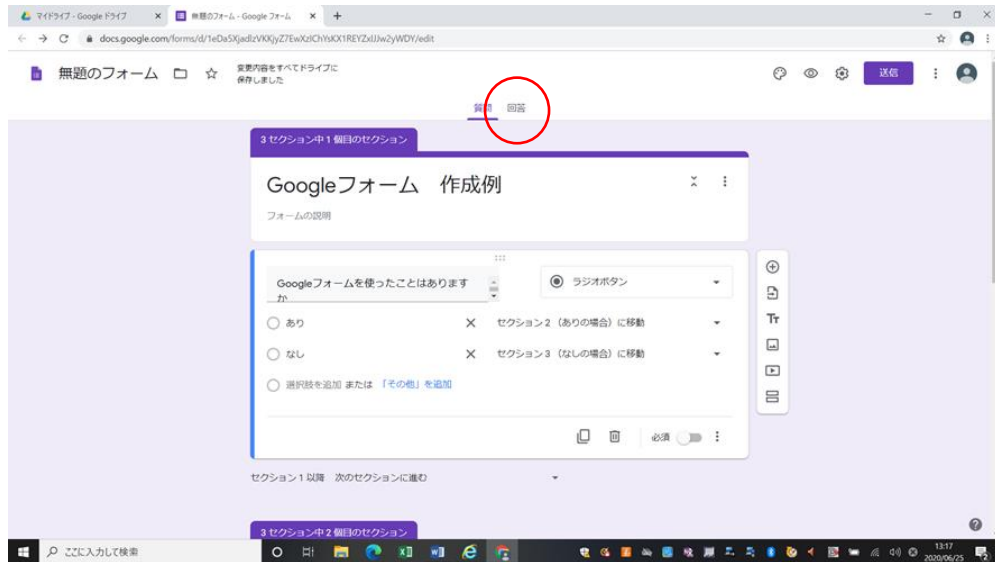 マイドライブ - Google ドライブ
無題のフォーム - Google フォーム
無題のフォーム
変更内容をすべてドライブに
保存しました
送信
質問 回答
3 セクション中 1 個目のセクション
Googleフォーム 作成例
フォームの説明
Googleフォームを使ったことはあります
か
ラジオボタン
あり
セクション 2 （ありの場合）に移動
なし
セクション 3 （なしの場合）に移動
選択肢を追加 または 「その他」を追加
必須
セクション 1 以降 次のセクションに進む
3 セクション中 2 個目のセクション
ここに入力して検索
13:17
2020/06/25